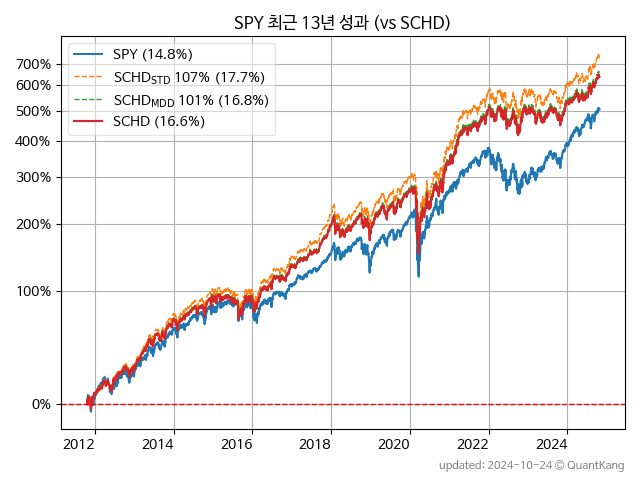 SPY 최근 13년 성과 (vs SCHD)
SPY (14.8%)
SCHD_STD 107% (17.7%)
SCHD_MDD 101% (16.8%)
SCHD (16.6%)
700%
600%
500%
400%
300%
200%
100%
0%
2012 2014 2016 2018 2020 2022 2024
updated: 2024-10-24 © QuantKang